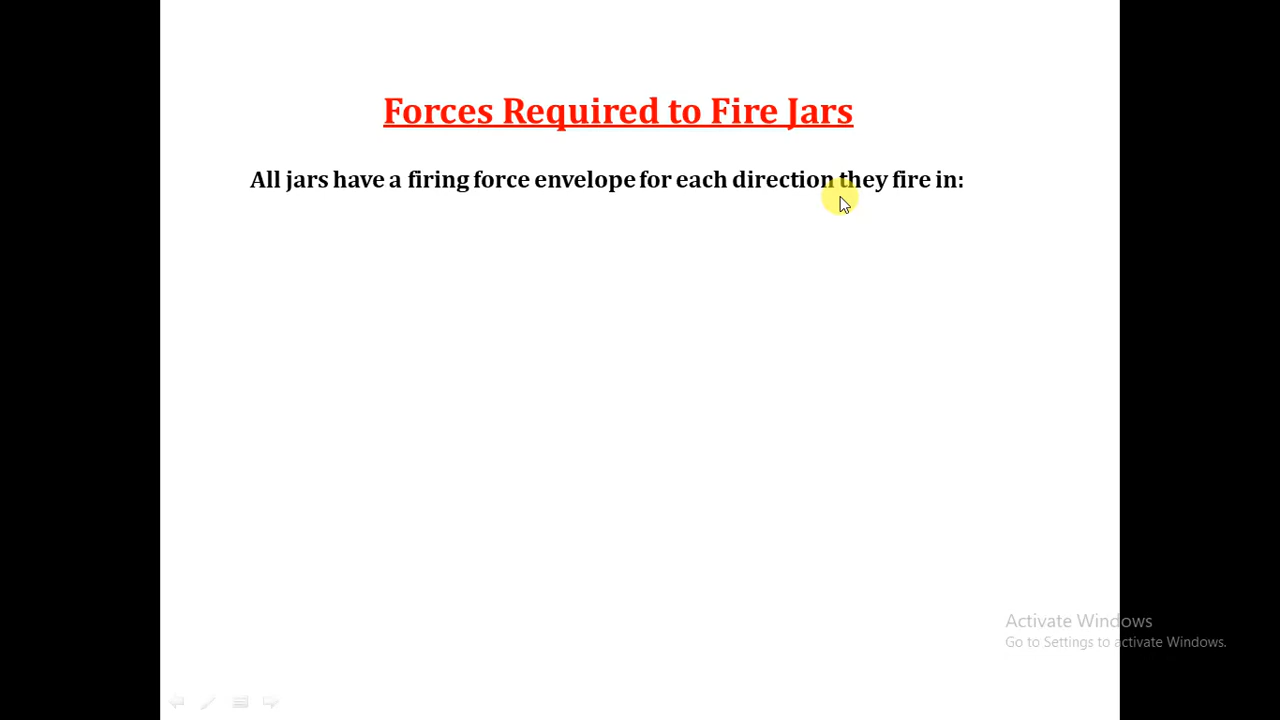 Forces Required to Fire Jars
All jars have a firing force envelope for each direction they fire in:
Activate Windows
Go to Settings to activate Windows.